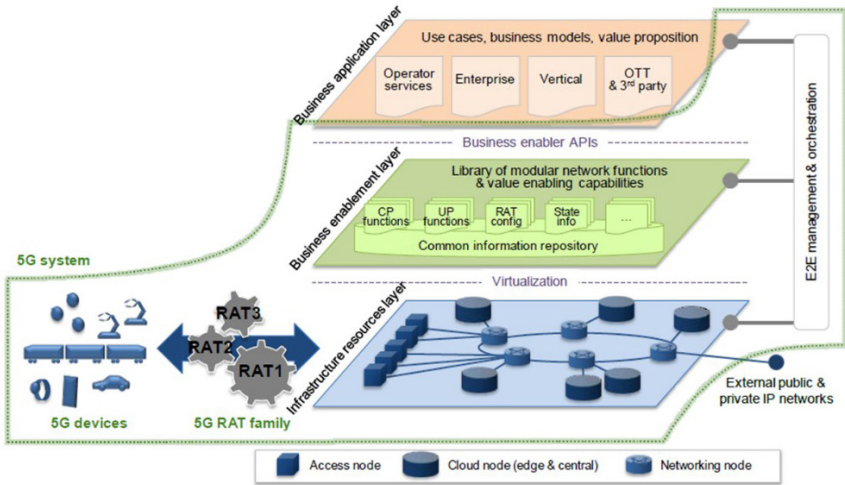 Business application layer
Use cases, business models, value proposition
Operator
services
Enterprise
Vertical
OTT
& 3rd party
Business enabler APIs
Business enablement layer
Library of modular network functions
& value enabling capabilities
CP
functions
UP
functions
RAT
config
State
info
...
Common information repository
E2E management & orchestration
Virtualization
Infrastructure resources layer
5G system
RAT3
RAT2
RAT1
5G devices
5G RAT family
External public &
private IP networks
Access node
Cloud node (edge & central)
Networking node